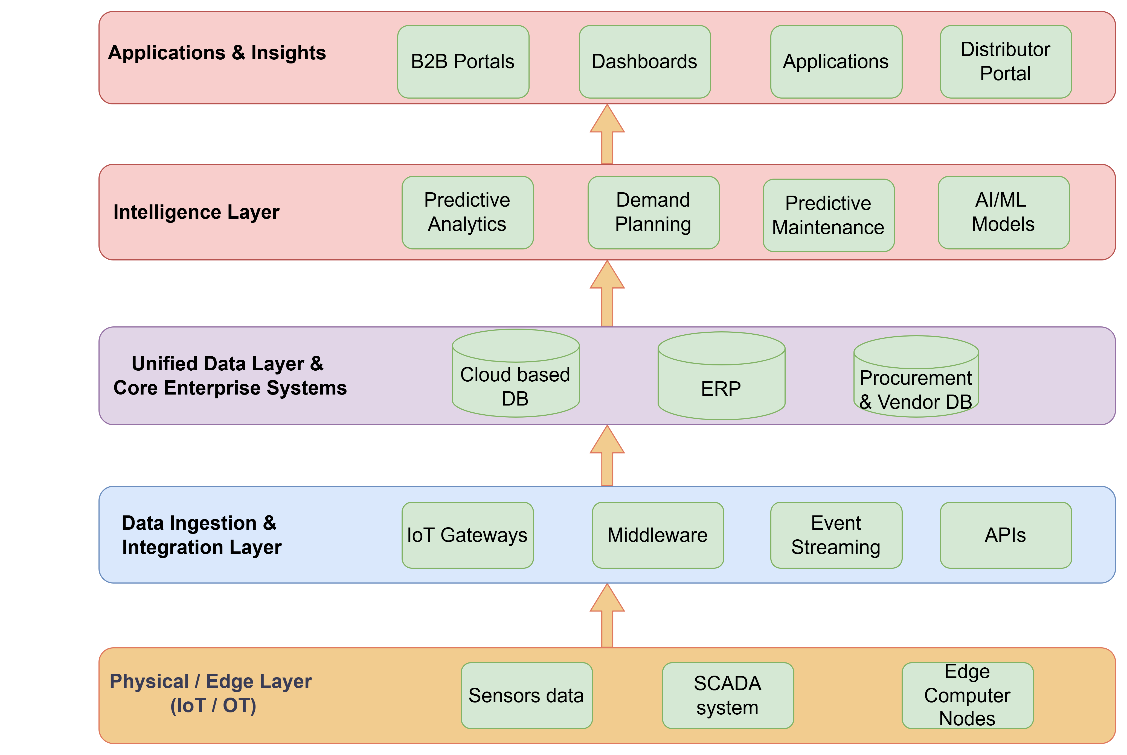 Applications & Insights
B2B Portals
Dashboards
Applications
Distributor
Portal
Intelligence Layer
Predictive
Analytics
Demand
Planning
Predictive
Maintenance
AI/ML
Models
Unified Data Layer &
Core Enterprise Systems
Cloud based
DB
ERP
Procurement
& Vendor DB
Data Ingestion &
Integration Layer
IoT Gateways
Middleware
Event
Streaming
APIs
Physical / Edge Layer
(IoT / OT)
Sensors data
SCADA
system
Edge
Computer
Nodes